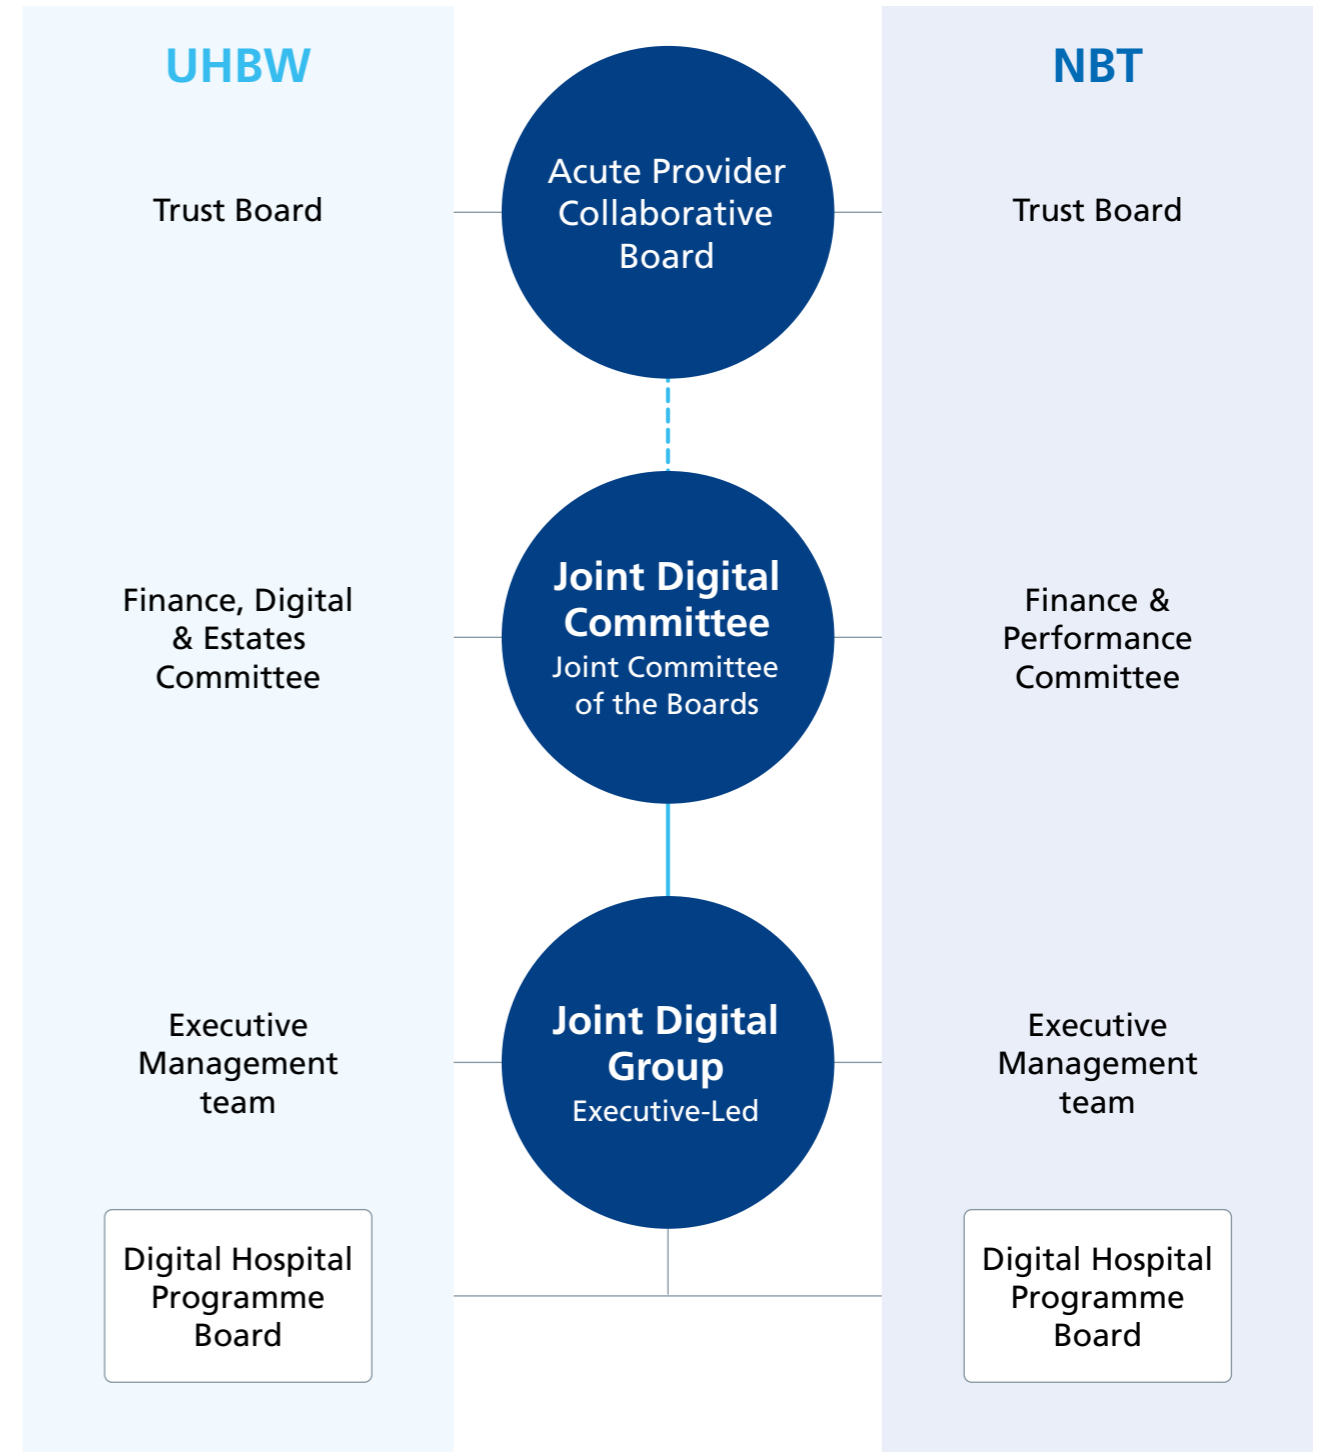 UHBW
NBT
Trust Board
Acute Provider
Collaborative
Board
Trust Board
Finance, Digital
& Estates
Committee
Joint Digital
Committee
Joint Committee
of the Boards
Finance &
Performance
Committee
Executive
Management
team
Joint Digital
Group
Executive-Led
Executive
Management
team
Digital Hospital
Programme
Board
Digital Hospital
Programme
Board